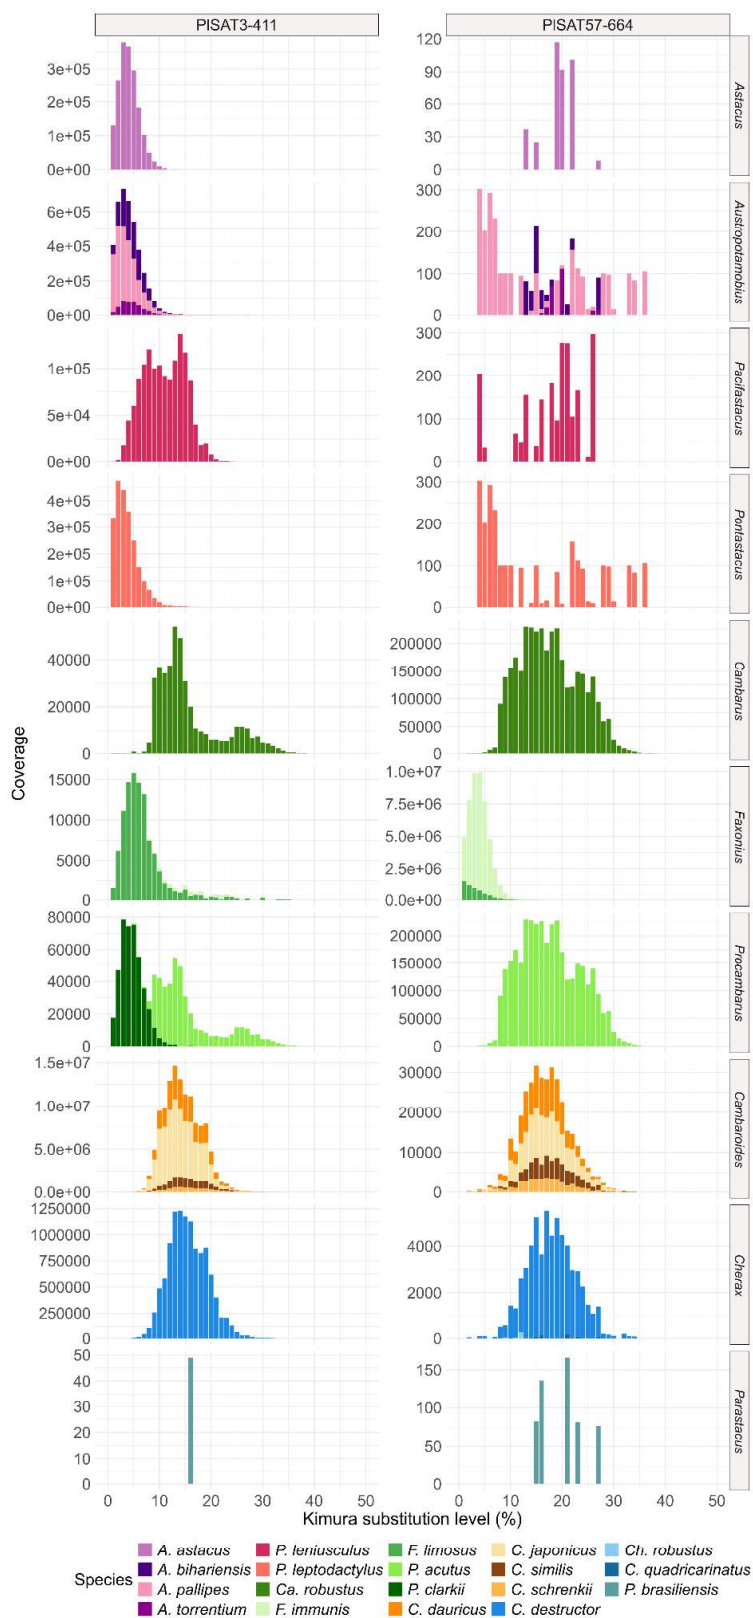 PlSAT3-411 PlSAT57-664
3e+05
2e+05
1e+05
0e+00
120
90
60
30
0
Astacus
6e+05
4e+05
2e+05
0e+00
300
200
100
0
Austropotamobius
1e+05
5e+04
0e+00
300
200
100
0
Pacifastacus
4e+05
3e+05
2e+05
1e+05
0e+00
300
200
100
0
Pontastacus
40000
20000
0
200000
150000
100000
50000
0
Cambarus
Coverage
15000
10000
5000
0
1.0e+07
7.5e+06
5.0e+06
2.5e+06
0.0e+00
Faxonius
80000
60000
40000
20000
0
200000
150000
100000
50000
0
Procambarus
1.5e+07
1.0e+07
5.0e+06
0.0e+00
30000
20000
10000
0
Cambaroides
1250000
1000000
750000
500000
250000
0
4000
2000
0
Cherax
50
40
30
20
10
0
150
100
50
0
Parastacus
0 10 20 30 40 50 0 10 20 30 40 50
Kimura substitution level (%)
Species
A. astacus
A. bihariensis
A. pallipes
A. torrentium
P. leniusculus
P. leptodactylus
Ca. robustus
F. immunis
F. limosus
P. acutus
P. clarkii
C. dauricus
C. japonicus
C. similis
C. schrenkii
C. destructor
Ch. robustus
C. quadricarinatus
P. brasiliensis